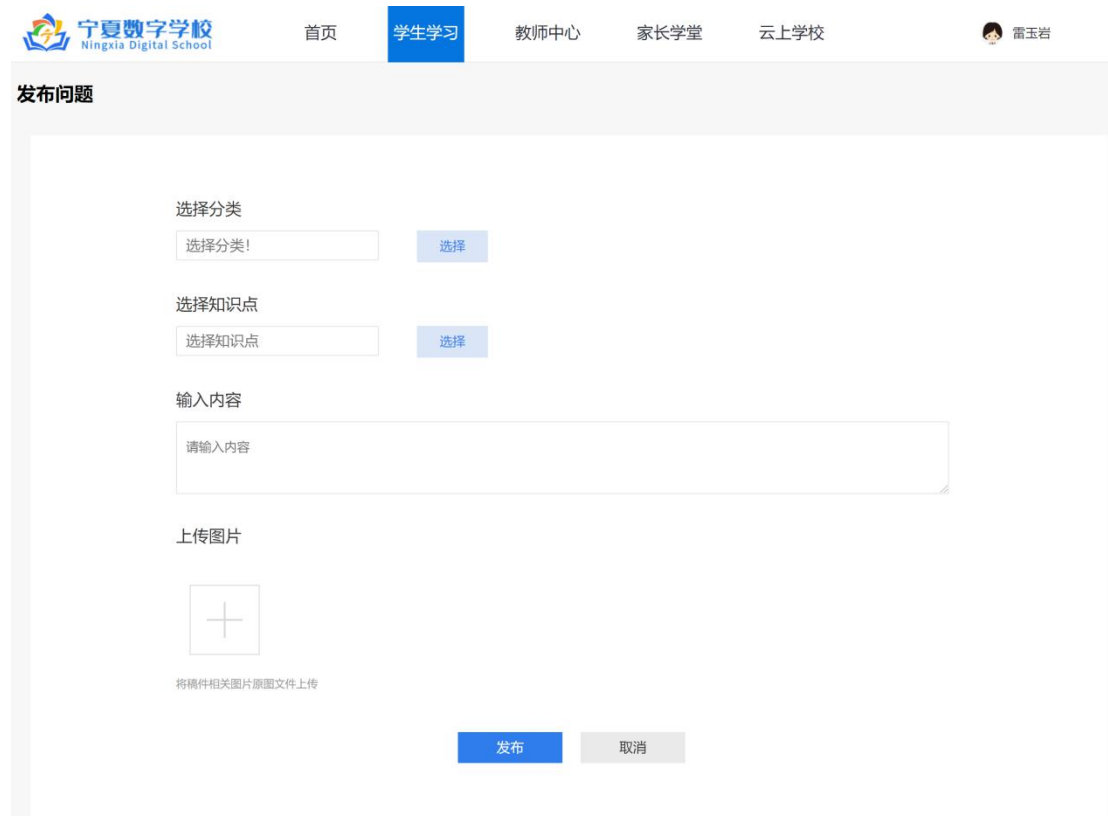 宁夏数字学校
Ningxia Digital School
首页 学生学习 教师中心 家长学堂 云上学校 雷玉岩
发布问题
选择分类
选择分类! 选择
选择知识点
选择知识点 选择
输入内容
请输入内容
上传图片
将稿件相关图片原图文件上传
发布 取消